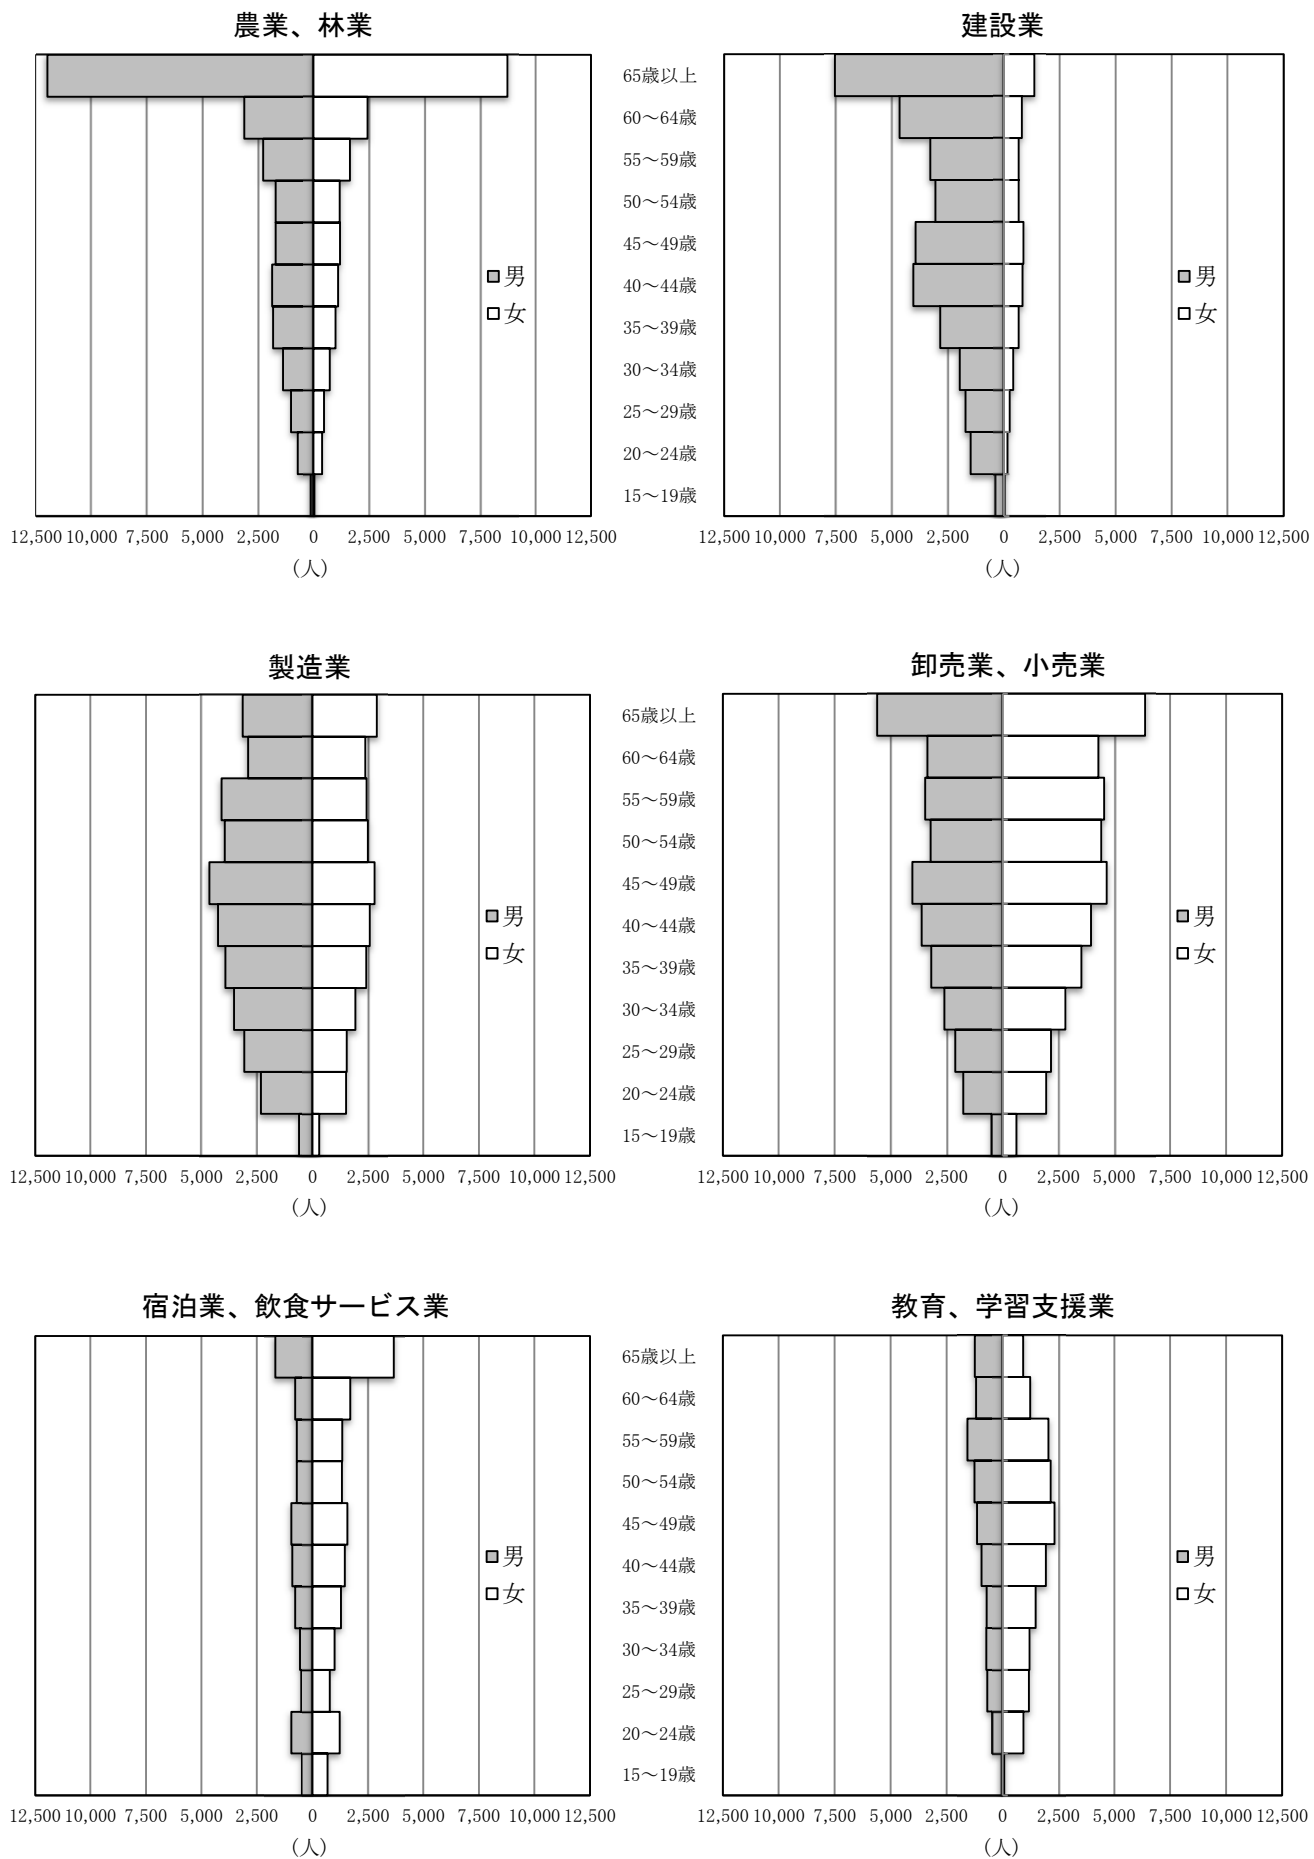 農業、林業
建設業
65歳以上
60～64歳
55～59歳
50～54歳
45～49歳
40～44歳
35～39歳
30～34歳
25～29歳
20～24歳
15～19歳
男
女
男
女
12,500 10,000 7,500 5,000 2,500 0 2,500 5,000 7,500 10,000 12,500
12,500 10,000 7,500 5,000 2,500 0 2,500 5,000 7,500 10,000 12,500
（人）
（人）
製造業
卸売業、小売業
65歳以上
60～64歳
55～59歳
50～54歳
45～49歳
40～44歳
35～39歳
30～34歳
25～29歳
20～24歳
15～19歳
男
女
男
女
12,500 10,000 7,500 5,000 2,500 0 2,500 5,000 7,500 10,000 12,500
12,500 10,000 7,500 5,000 2,500 0 2,500 5,000 7,500 10,000 12,500
（人）
（人）
宿泊業、飲食サービス業
教育、学習支援業
65歳以上
60～64歳
55～59歳
50～54歳
45～49歳
40～44歳
35～39歳
30～34歳
25～29歳
20～24歳
15～19歳
男
女
男
女
12,500 10,000 7,500 5,000 2,500 0 2,500 5,000 7,500 10,000 12,500
12,500 10,000 7,500 5,000 2,500 0 2,500 5,000 7,500 10,000 12,500
（人）
（人）